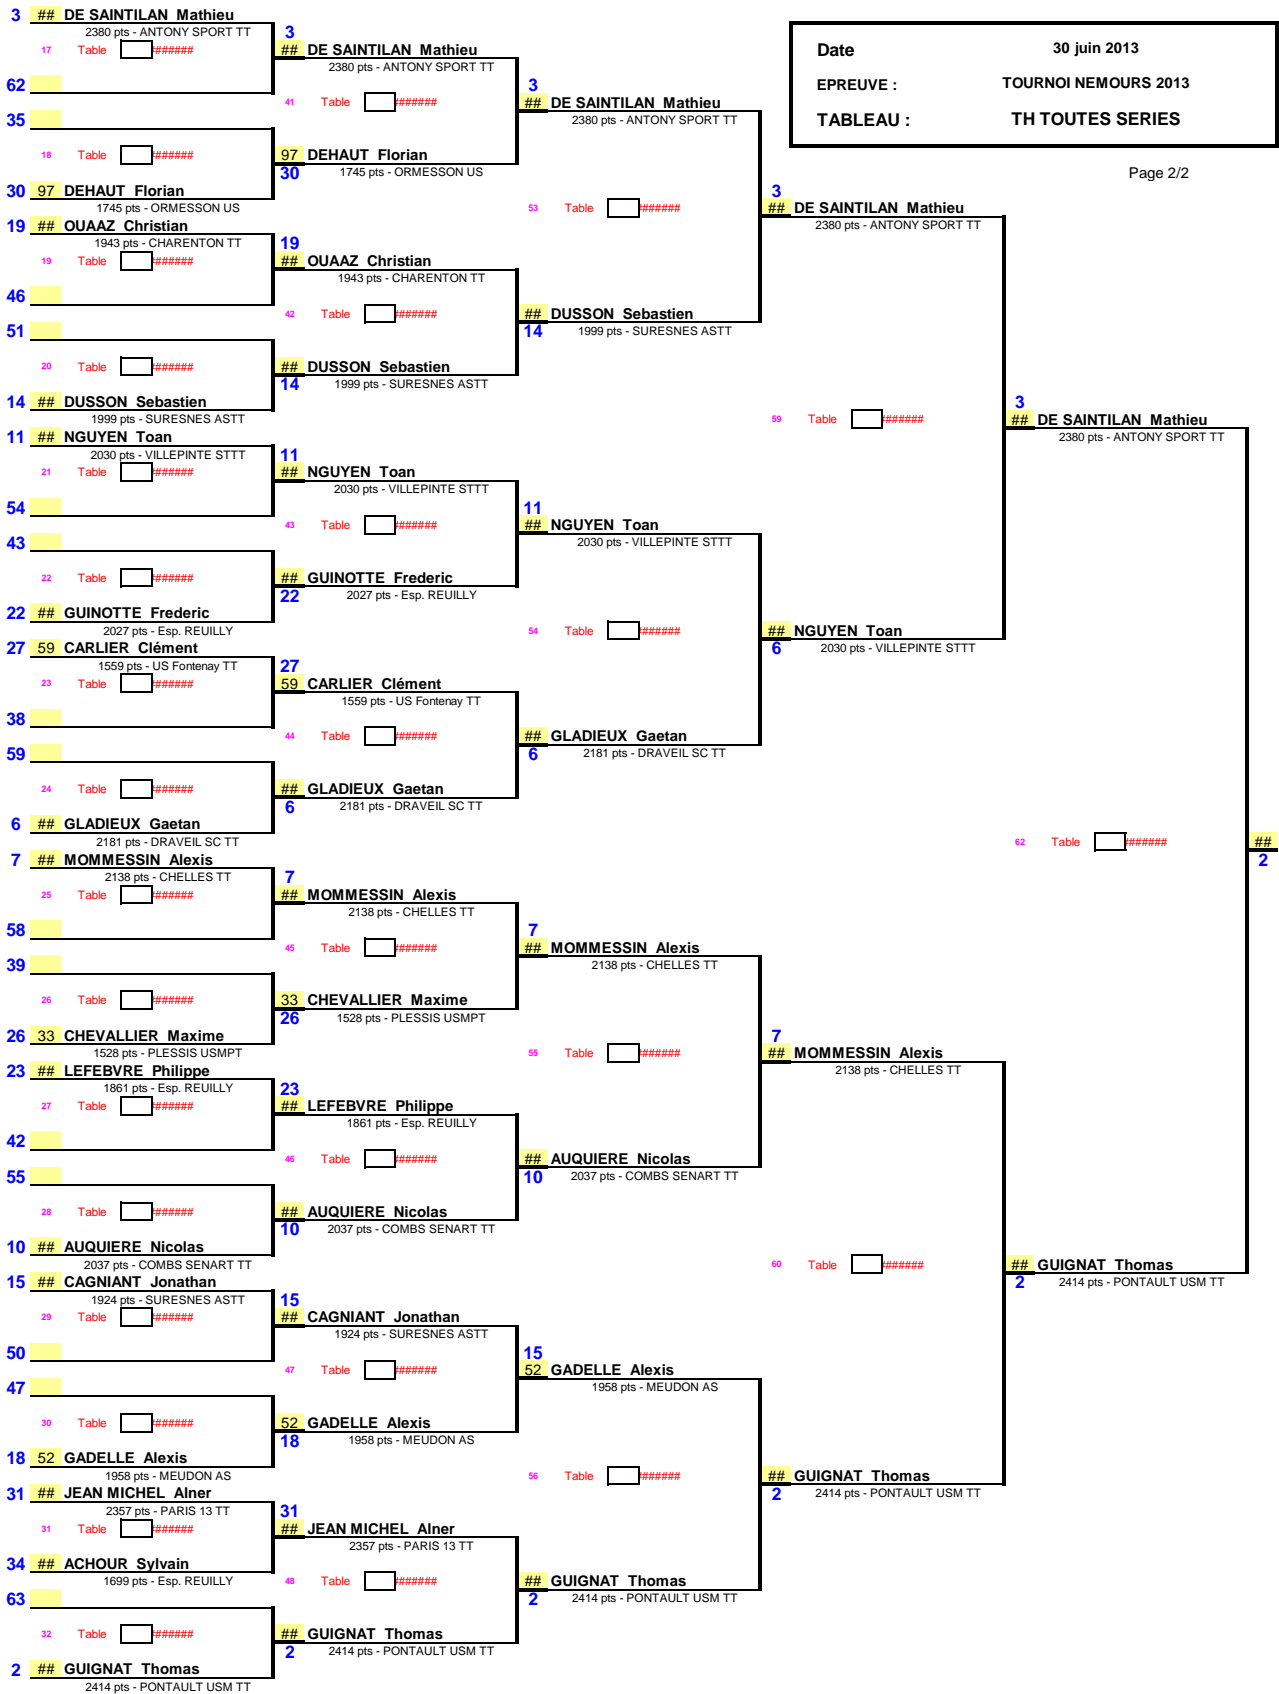 Date 30 juin 2013
EPREUVE : TOURNOI NEMOURS 2013
TABLEAU : TH TOUTES SERIES
Page 2/2
3 ## DE SAINTILAN Mathieu
2380 pts - ANTONY SPORT TT
17 Table ######
62
35
18 Table ######
30 97 DEHAUT Florian
1745 pts - ORMESSON US
19 ## OUAAZ Christian
1943 pts - CHARENTON TT
19 Table ######
46
51
20 Table ######
14 ## DUSSON Sebastien
1999 pts - SURESNES ASTT
11 ## NGUYEN Toan
2030 pts - VILLEPINTE STTT
21 Table ######
54
43
22 Table ######
22 ## GUINOTTE Frederic
2027 pts - Esp. REUILLY
27 59 CARLIER Clément
1559 pts - US Fontenay TT
23 Table ######
38
59
24 Table ######
6 ## GLADIEUX Gaetan
2181 pts - DRAVEIL SC TT
7 ## MOMMESSIN Alexis
2138 pts - CHELLES TT
25 Table ######
58
39
26 Table ######
26 33 CHEVALLIER Maxime
1528 pts - PLESSIS USMPT
23 ## LEFEBVRE Philippe
1861 pts - Esp. REUILLY
27 Table ######
42
55
28 Table ######
10 ## AUQUIERE Nicolas
2037 pts - COMBS SENART TT
15 ## CAGNIANT Jonathan
1924 pts - SURESNES ASTT
29 Table ######
50
47
30 Table ######
18 52 GADELLE Alexis
1958 pts - MEUDON AS
31 ## JEAN MICHEL Alner
2357 pts - PARIS 13 TT
31 Table ######
34 ## ACHOUR Sylvain
1699 pts - Esp. REUILLY
63
32 Table ######
2 ## GUIGNAT Thomas
2414 pts - PONTAULT USM TT
3
## DE SAINTILAN Mathieu
2380 pts - ANTONY SPORT TT
41 Table ######
97 DEHAUT Florian
30 1745 pts - ORMESSON US
19
## OUAAZ Christian
1943 pts - CHARENTON TT
42 Table ######
## DUSSON Sebastien
14 1999 pts - SURESNES ASTT
11
## NGUYEN Toan
2030 pts - VILLEPINTE STTT
43 Table ######
## GUINOTTE Frederic
22 2027 pts - Esp. REUILLY
27
59 CARLIER Clément
1559 pts - US Fontenay TT
44 Table ######
## GLADIEUX Gaetan
6 2181 pts - DRAVEIL SC TT
7
## MOMMESSIN Alexis
2138 pts - CHELLES TT
45 Table ######
33 CHEVALLIER Maxime
26 1528 pts - PLESSIS USMPT
23
## LEFEBVRE Philippe
1861 pts - Esp. REUILLY
46 Table ######
## AUQUIERE Nicolas
10 2037 pts - COMBS SENART TT
15
## CAGNIANT Jonathan
1924 pts - SURESNES ASTT
47 Table ######
52 GADELLE Alexis
18 1958 pts - MEUDON AS
31
## JEAN MICHEL Alner
2357 pts - PARIS 13 TT
48 Table ######
## GUIGNAT Thomas
2 2414 pts - PONTAULT USM TT
3
## DE SAINTILAN Mathieu
2380 pts - ANTONY SPORT TT
53 Table ######
## DUSSON Sebastien
14 1999 pts - SURESNES ASTT
11
## NGUYEN Toan
2030 pts - VILLEPINTE STTT
54 Table ######
## GLADIEUX Gaetan
6 2181 pts - DRAVEIL SC TT
7
## MOMMESSIN Alexis
2138 pts - CHELLES TT
55 Table ######
## AUQUIERE Nicolas
10 2037 pts - COMBS SENART TT
15
52 GADELLE Alexis
1958 pts - MEUDON AS
56 Table ######
## GUIGNAT Thomas
2 2414 pts - PONTAULT USM TT
3
## DE SAINTILAN Mathieu
2380 pts - ANTONY SPORT TT
59 Table ######
## NGUYEN Toan
6 2030 pts - VILLEPINTE STTT
7
## MOMMESSIN Alexis
2138 pts - CHELLES TT
60 Table ######
## GUIGNAT Thomas
2 2414 pts - PONTAULT USM TT
3
## DE SAINTILAN Mathieu
2380 pts - ANTONY SPORT TT
62 Table ######
## GUIGNAT Thomas
2 2414 pts - PONTAULT USM TT
##
2